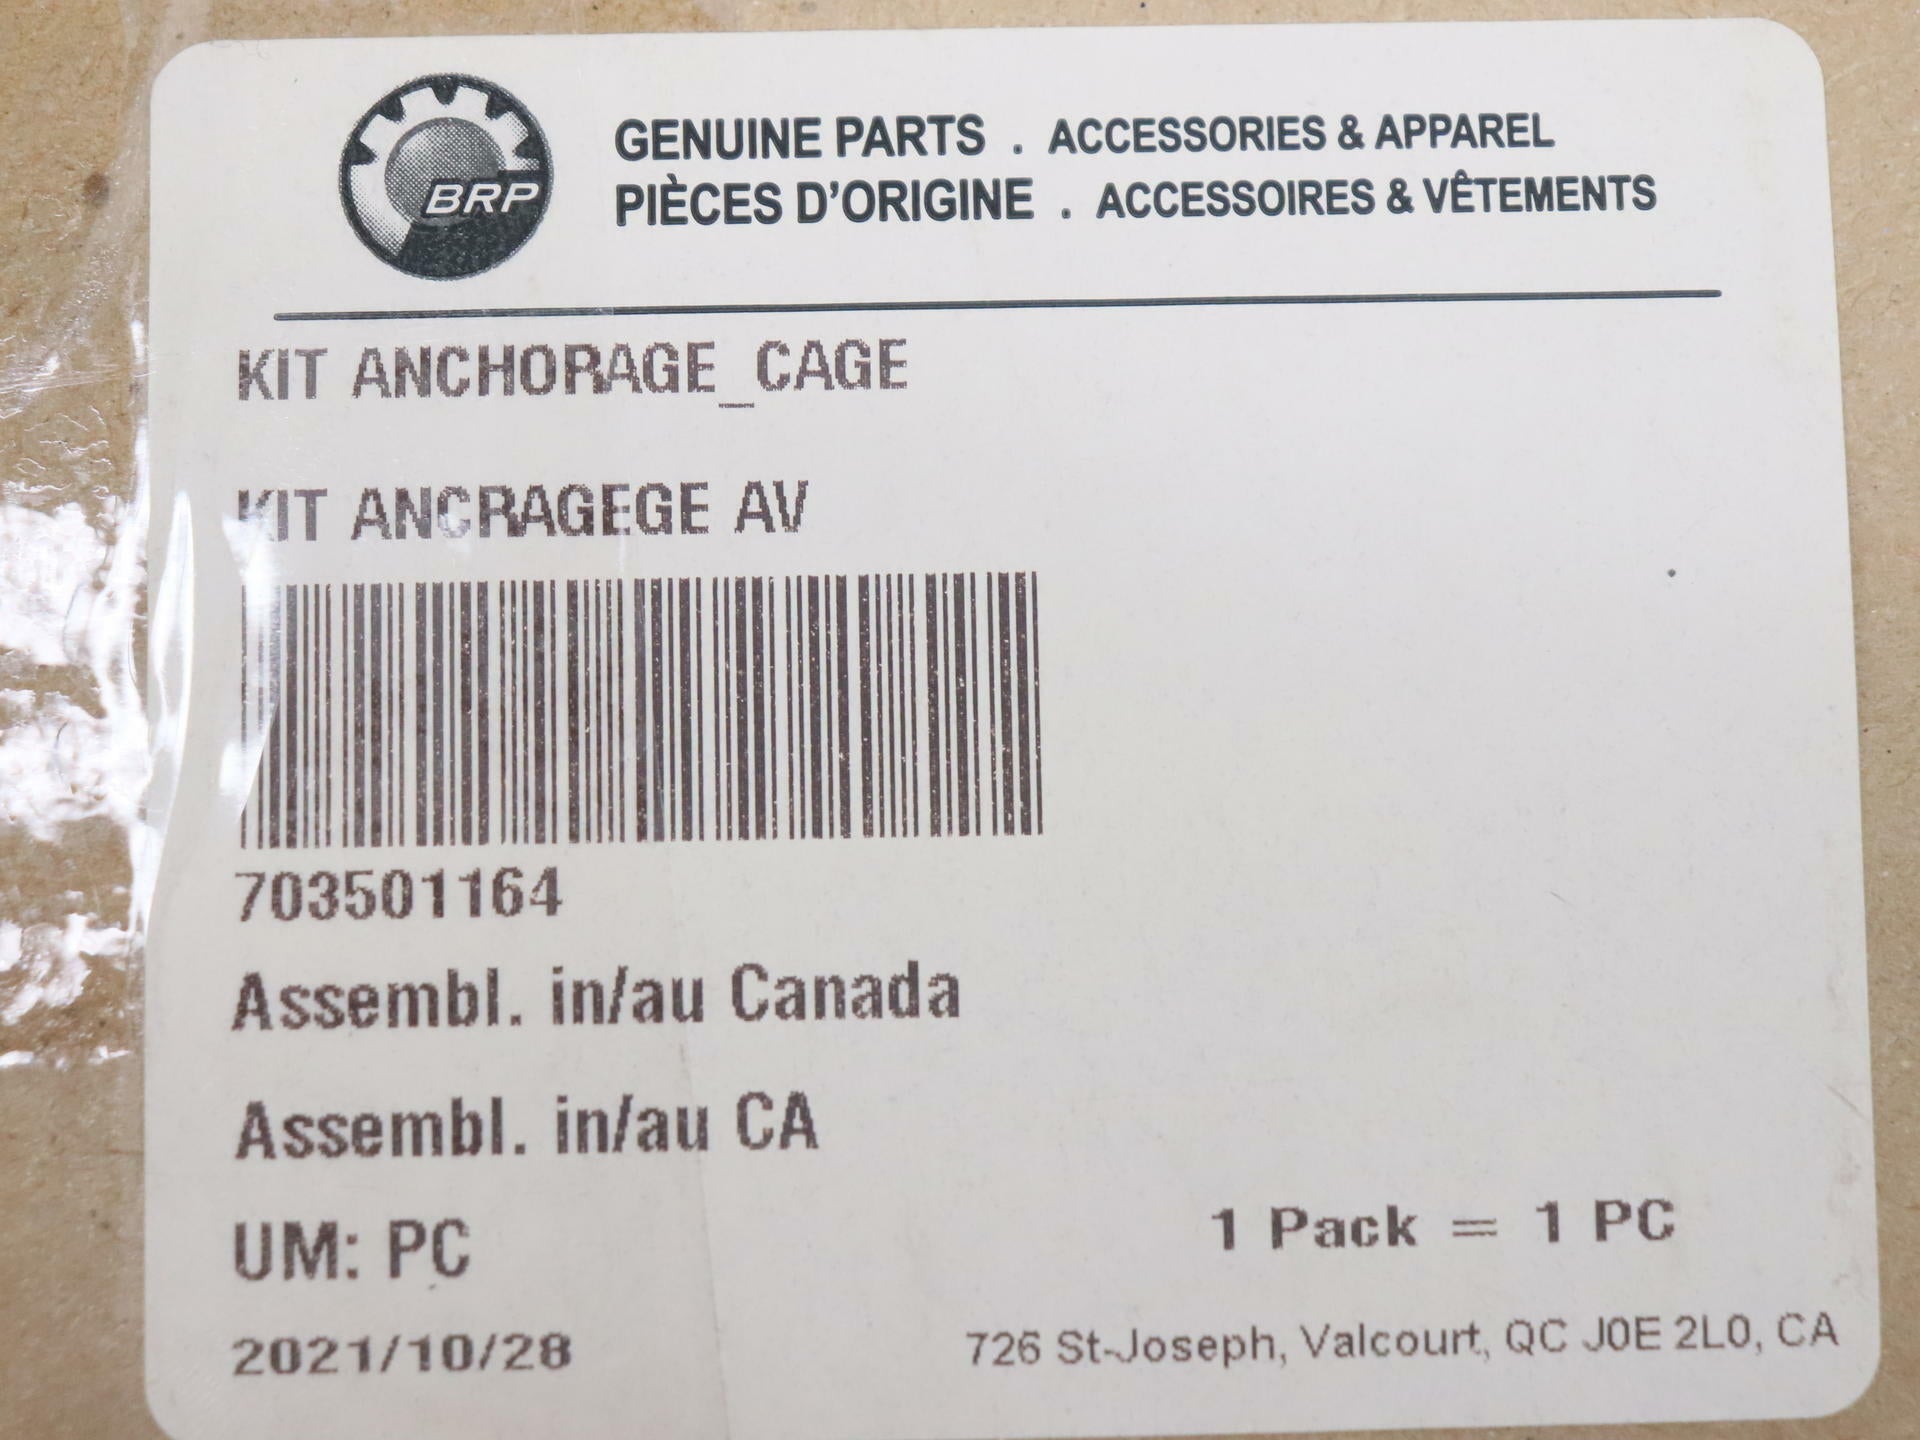 BRP
GENUINE PARTS . ACCESSORIES & APPAREL
PIÈCES D'ORIGINE . ACCESSOIRES & VÊTEMENTS
KIT ANCHORAGE_CAGE
KIT ANCRAGEGE AV
703501164
Assembl. in/au Canada
Assembl. in/au CA
UM: PC
1 Pack = 1 PC
2021/10/28
726 St-Joseph, Valcourt, QC J0E 2L0, CA